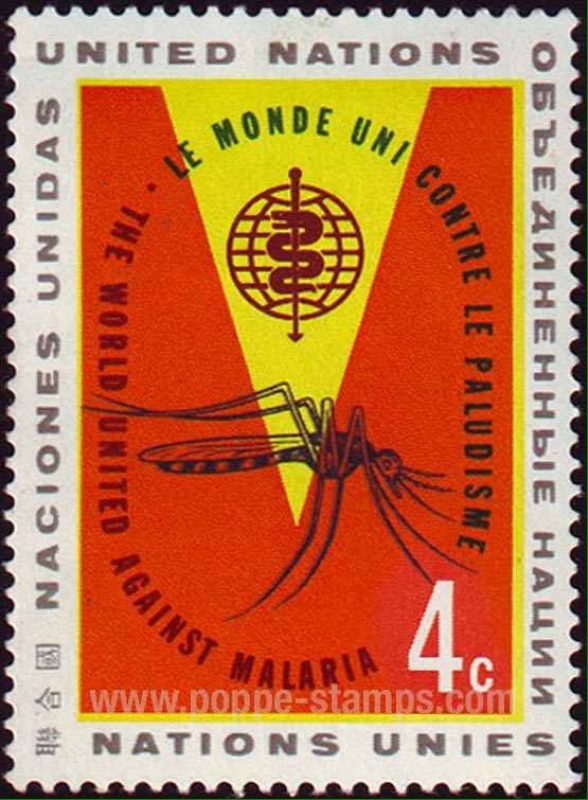 UNITED NATIONS
NACIONES UNIDAS
ОБЪЕДИНЕННЫЕ НАЦИИ
LE MONDE UNI CONTRE LE PALUDISME
· THE WORLD UNITED AGAINST MALARIA
4c
www.poppe-stamps.com
聯合國
NATIONS UNIES